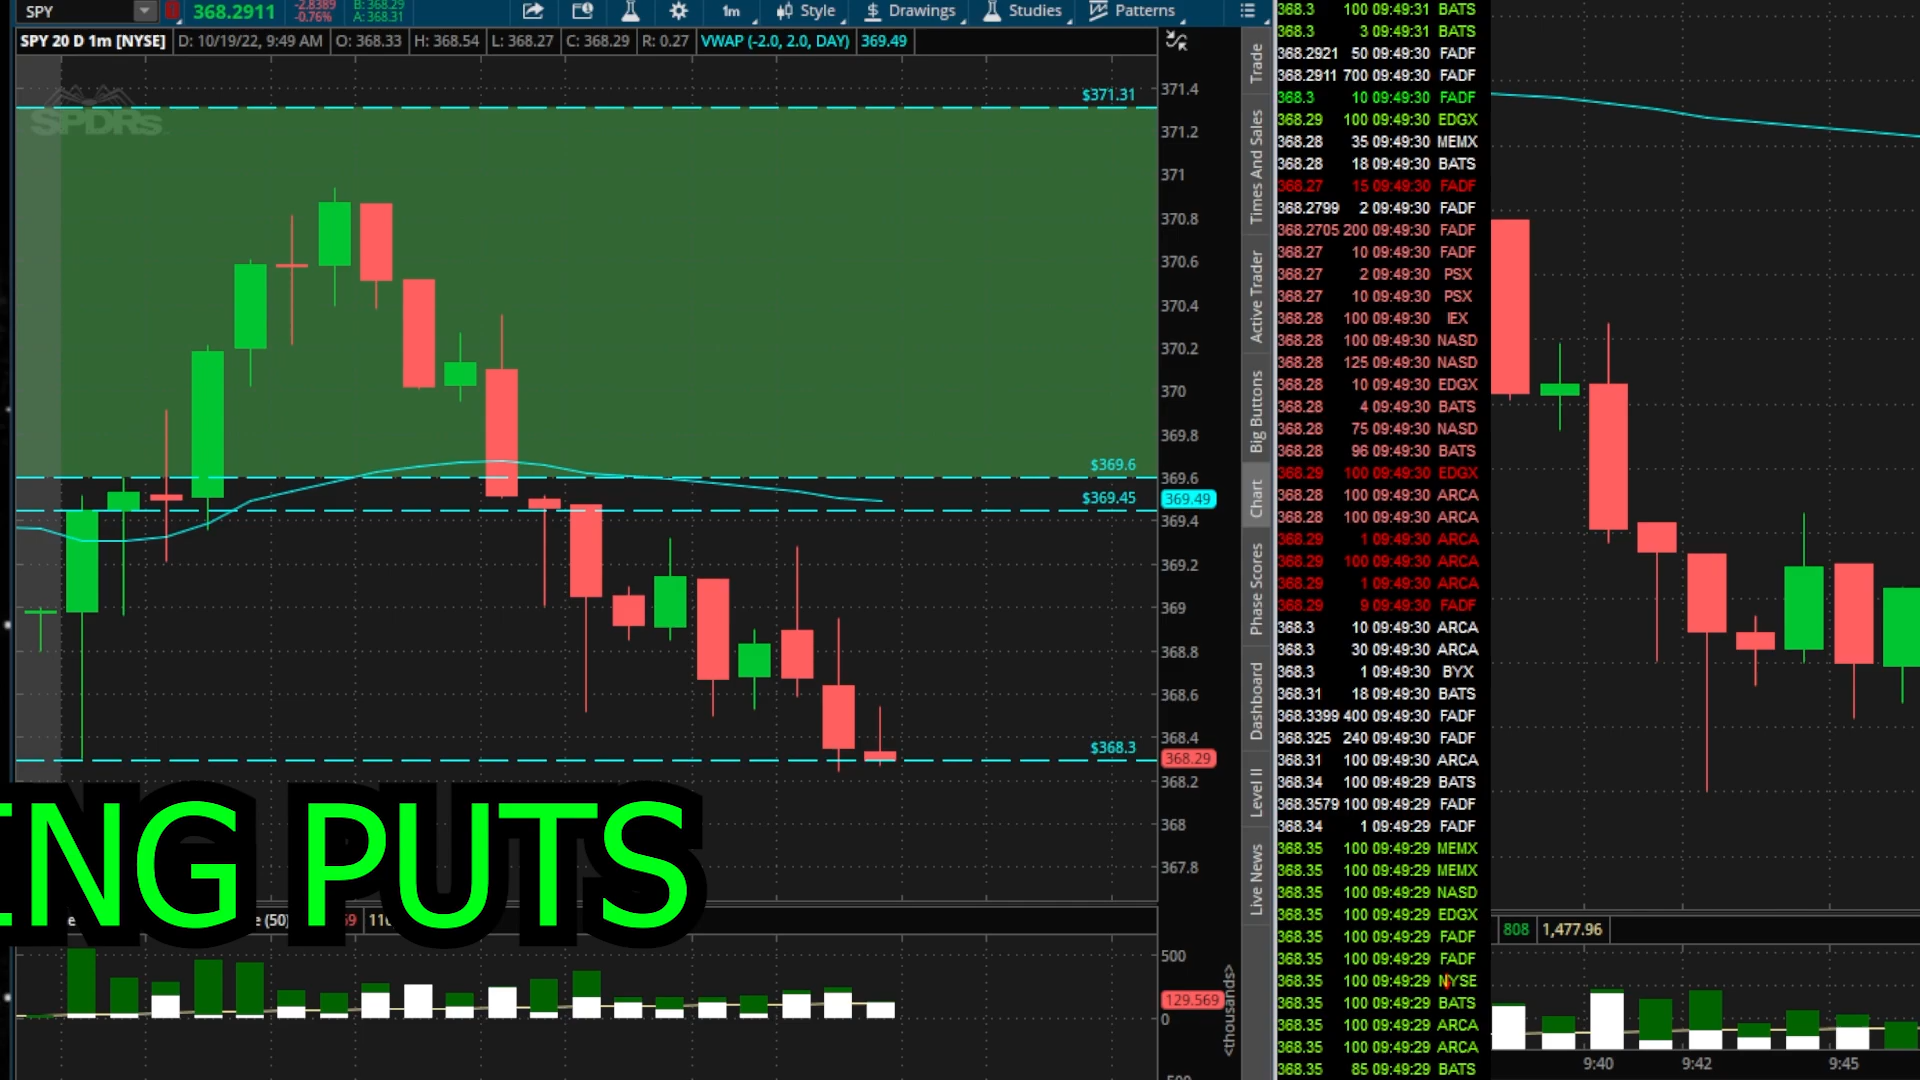 SPY 368.2911 -2.8389 -0.76% B: 368.29 A: 368.31 1m Style Drawings Studies Patterns
SPY 20 D 1m [NYSE] D: 10/19/22, 9:49 AM O: 368.33 H: 368.54 L: 368.27 C: 368.29 R: 0.27 VWAP (-2.0, 2.0, DAY) 369.49
SPDRs
$371.31
$369.6
$369.45
$368.3
371.4
371.2
371
370.8
370.6
370.4
370.2
370
369.8
369.6
369.49
369.4
369.2
369
368.8
368.6
368.4
368.29
368.2
368
367.8
ING PUTS
e (50)
500
129.569
0
<thousands>
Trade
Times And Sales
Active Trader
Big Buttons
Chart
Phase Scores
Dashboard
Level II
Live News
368.3 100 09:49:31 BATS
368.3 3 09:49:31 BATS
368.2921 50 09:49:30 FADF
368.2911 700 09:49:30 FADF
368.3 10 09:49:30 FADF
368.29 100 09:49:30 EDGX
368.28 35 09:49:30 MEMX
368.28 18 09:49:30 BATS
368.27 15 09:49:30 FADF
368.2799 2 09:49:30 FADF
368.2705 200 09:49:30 FADF
368.27 10 09:49:30 FADF
368.27 2 09:49:30 PSX
368.27 10 09:49:30 PSX
368.28 100 09:49:30 IEX
368.28 100 09:49:30 NASD
368.28 125 09:49:30 NASD
368.28 10 09:49:30 EDGX
368.28 4 09:49:30 BATS
368.28 75 09:49:30 NASD
368.28 96 09:49:30 BATS
368.29 100 09:49:30 EDGX
368.28 100 09:49:30 ARCA
368.28 100 09:49:30 ARCA
368.29 1 09:49:30 ARCA
368.29 100 09:49:30 ARCA
368.29 1 09:49:30 ARCA
368.29 9 09:49:30 FADF
368.3 10 09:49:30 ARCA
368.3 30 09:49:30 ARCA
368.3 1 09:49:30 BYX
368.31 18 09:49:30 BATS
368.3399 400 09:49:30 FADF
368.325 240 09:49:30 FADF
368.31 100 09:49:30 ARCA
368.34 100 09:49:29 BATS
368.3579 100 09:49:29 FADF
368.34 1 09:49:29 FADF
368.35 100 09:49:29 MEMX
368.35 100 09:49:29 MEMX
368.35 100 09:49:29 NASD
368.35 100 09:49:29 EDGX
368.35 100 09:49:29 FADF
368.35 100 09:49:29 FADF
368.35 100 09:49:29 NYSE
368.35 100 09:49:29 BATS
368.35 100 09:49:29 ARCA
368.35 100 09:49:29 ARCA
368.35 85 09:49:29 BATS
808 1,477.96
9:40 9:42 9:45